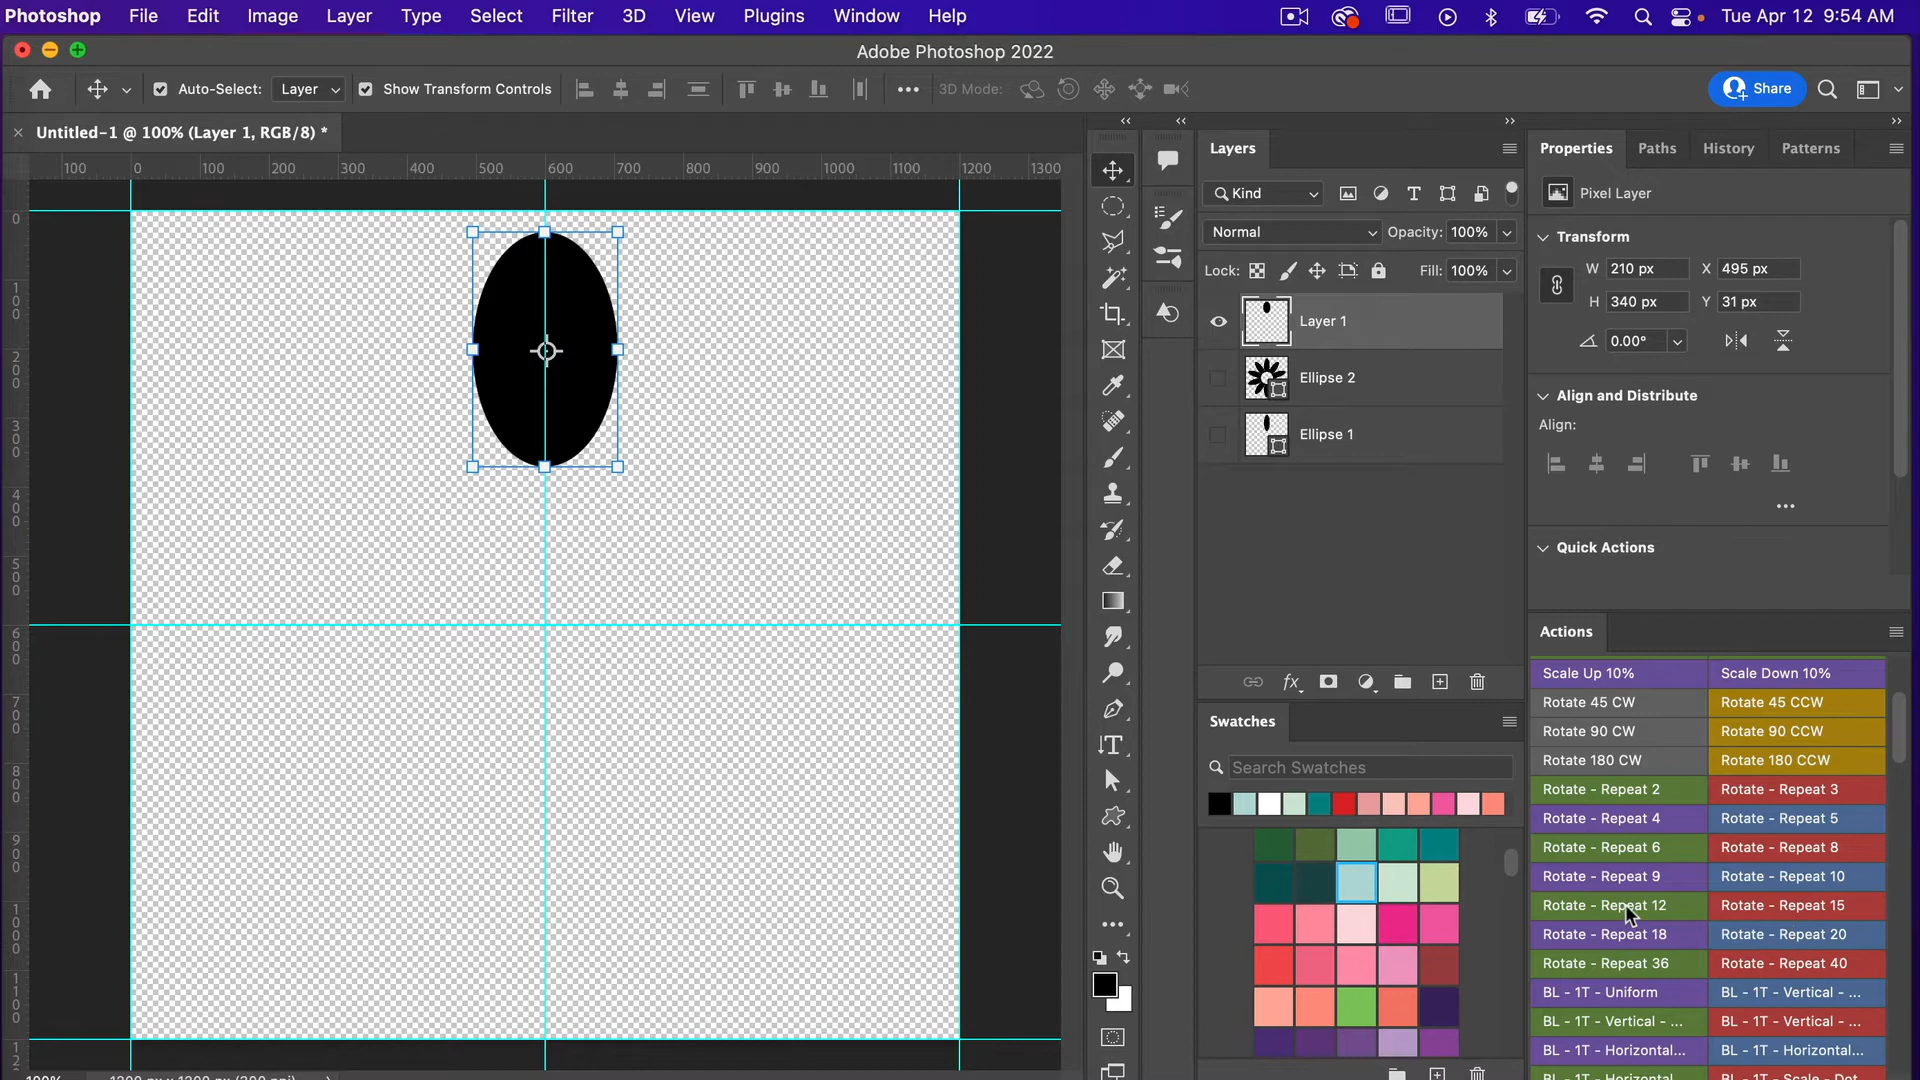 Photoshop File Edit Image Layer Type Select Filter 3D View Plugins Window Help Tue Apr 12 9:54 AM
Adobe Photoshop 2022
Auto-Select: Layer Show Transform Controls ••• 3D Mode: Share
× Untitled-1 @ 100% (Layer 1, RGB/8) *
100 0 100 200 300 400 500 600 700 800 900 1000 1100 1200 1300
0
100
200
300
400
500
600
700
800
900
1000
1100
12
Layers
Kind
Normal Opacity: 100%
Lock: Fill: 100%
Layer 1
Ellipse 2
Ellipse 1
fx
Swatches
Search Swatches
Properties Paths History Patterns
Pixel Layer
Transform
W 210 px X 495 px
H 340 px Y 31 px
0.00°
Align and Distribute
Align:
•••
Quick Actions
Actions
Scale Up 10% Scale Down 10%
Rotate 45 CW Rotate 45 CCW
Rotate 90 CW Rotate 90 CCW
Rotate 180 CW Rotate 180 CCW
Rotate - Repeat 2 Rotate - Repeat 3
Rotate - Repeat 4 Rotate - Repeat 5
Rotate - Repeat 6 Rotate - Repeat 8
Rotate - Repeat 9 Rotate - Repeat 10
Rotate - Repeat 12 Rotate - Repeat 15
Rotate - Repeat 18 Rotate - Repeat 20
Rotate - Repeat 36 Rotate - Repeat 40
BL - 1T - Uniform BL - 1T - Vertical - ...
BL - 1T - Vertical - ... BL - 1T - Vertical - ...
BL - 1T - Horizontal... BL - 1T - Horizontal...